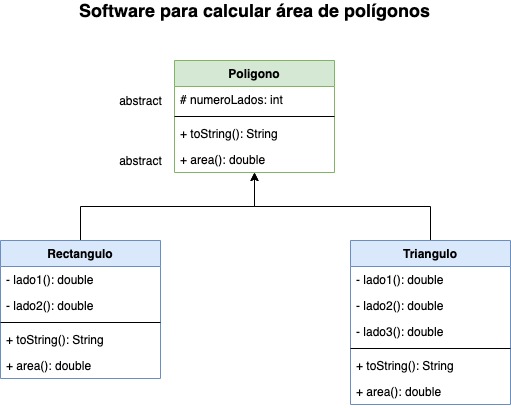 Software para calcular área de polígonos
Poligono
abstract
# numeroLados: int
+ toString(): String
abstract
+ area(): double
Rectangulo
- lado1(): double
- lado2(): double
+ toString(): String
+ area(): double
Triangulo
- lado1(): double
- lado2(): double
- lado3(): double
+ toString(): String
+ area(): double